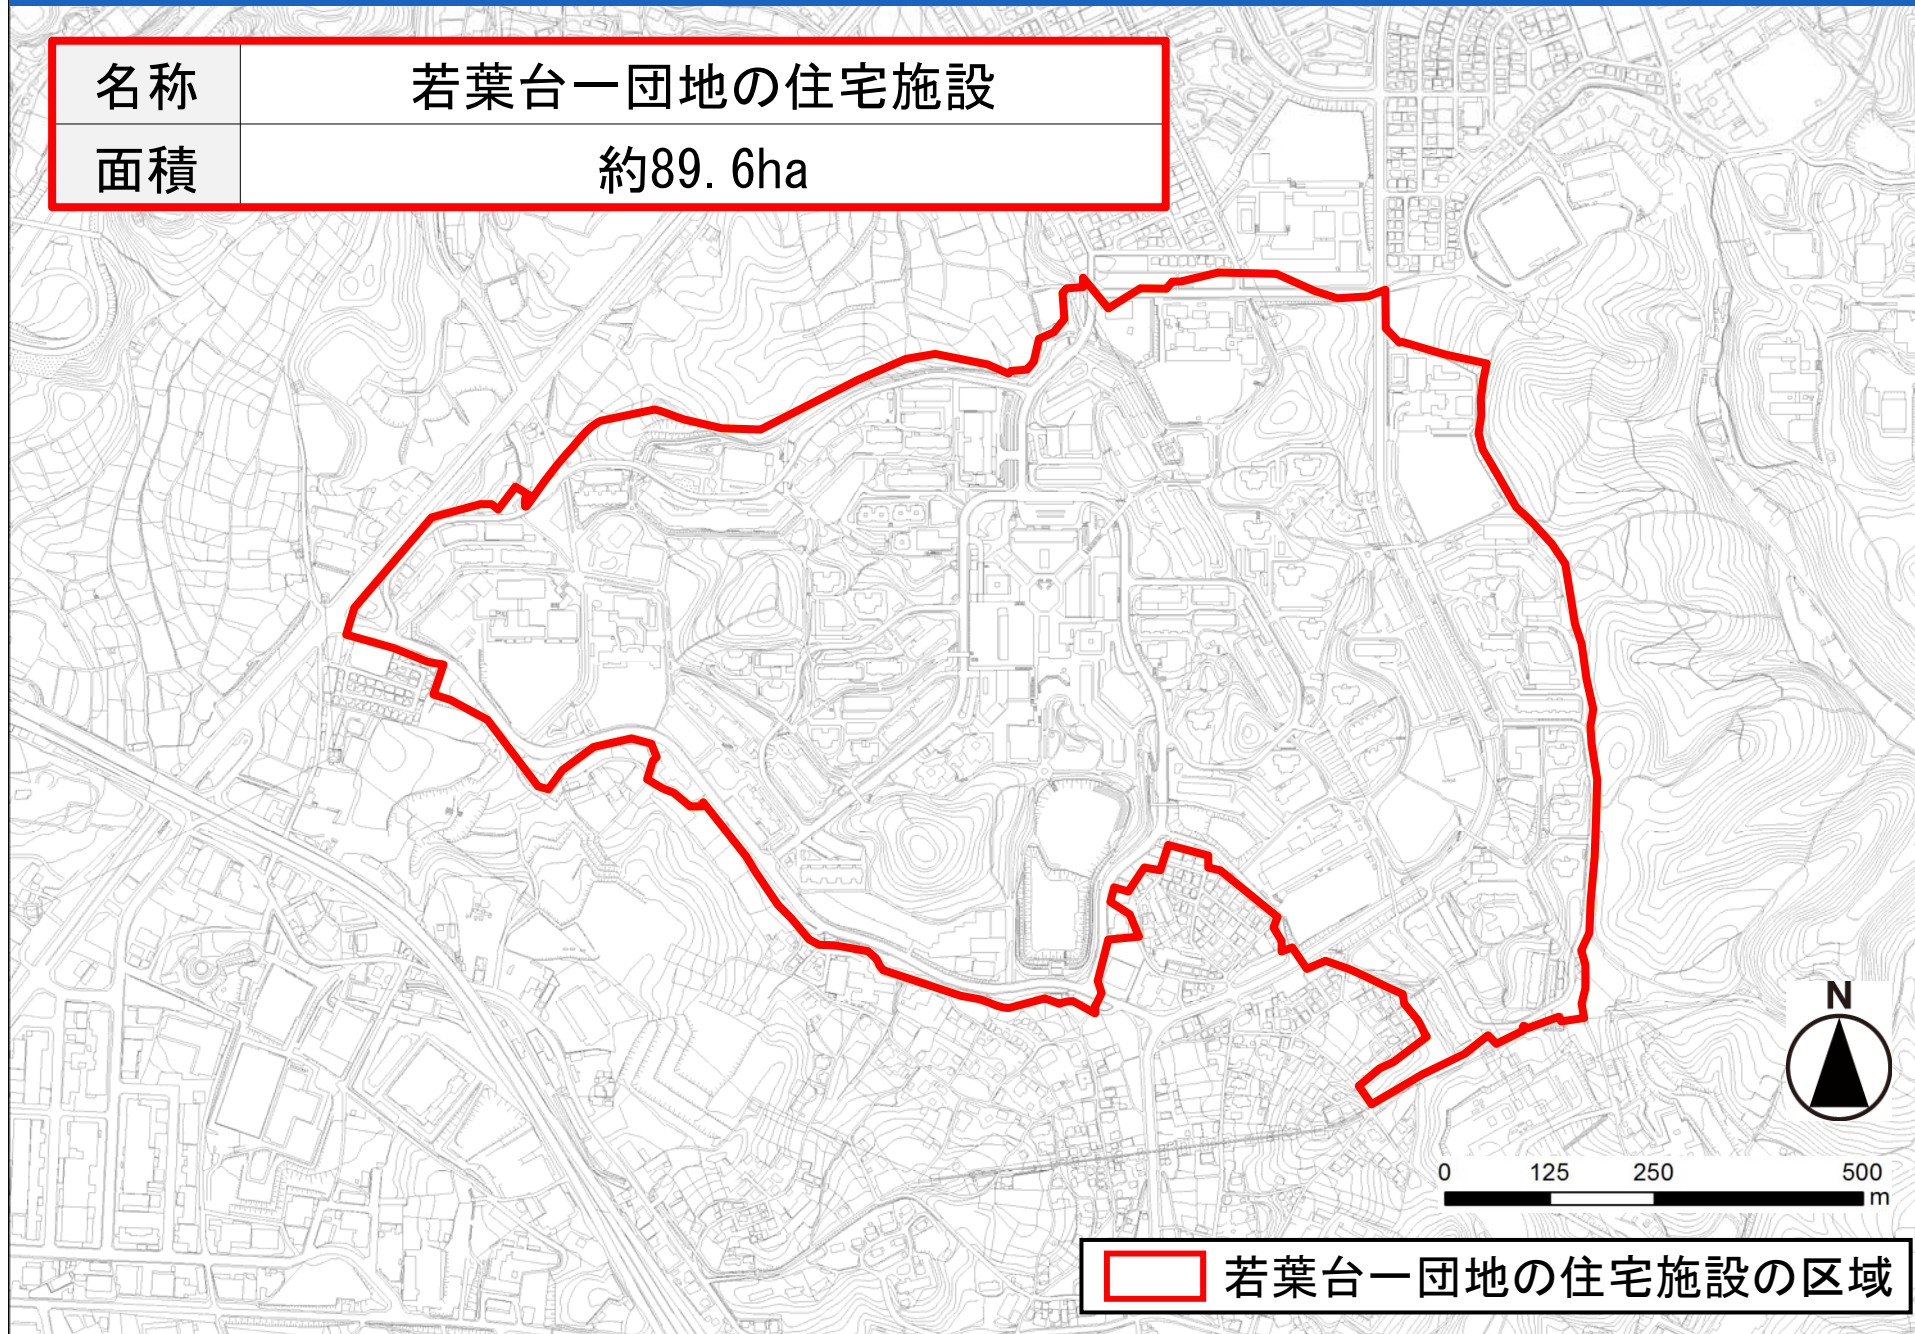 名称 若葉台一団地の住宅施設
面積 約89.6ha
N
0 125 250 500
m
若葉台一団地の住宅施設の区域